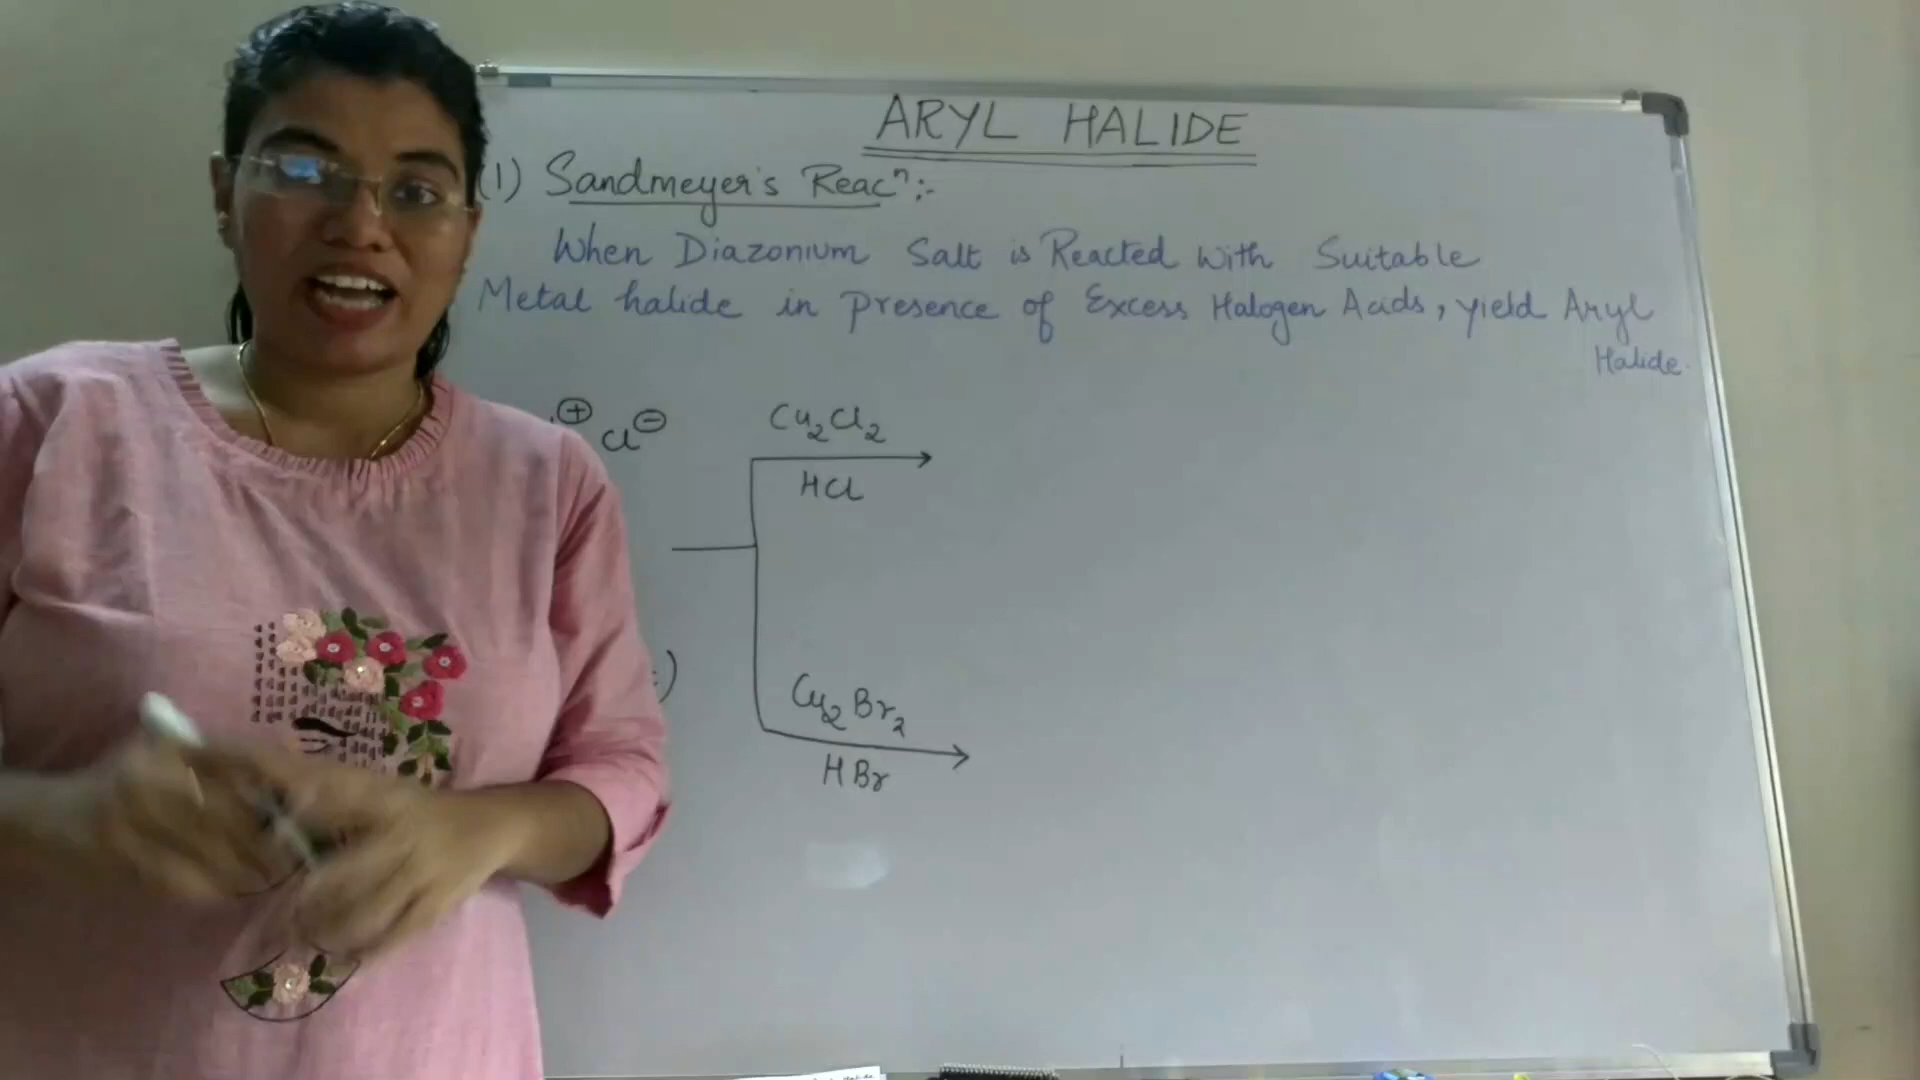 ARYL HALIDE
(1) Sandmeyer's Reacⁿ:-
When Diazonium Salt is Reacted with Suitable
Metal halide in presence of Excess Halogen Acids, yield Aryl
Halide.
⊕ Cl⊖
Cu₂Cl₂
HCl
Cu₂Br₂
HBr